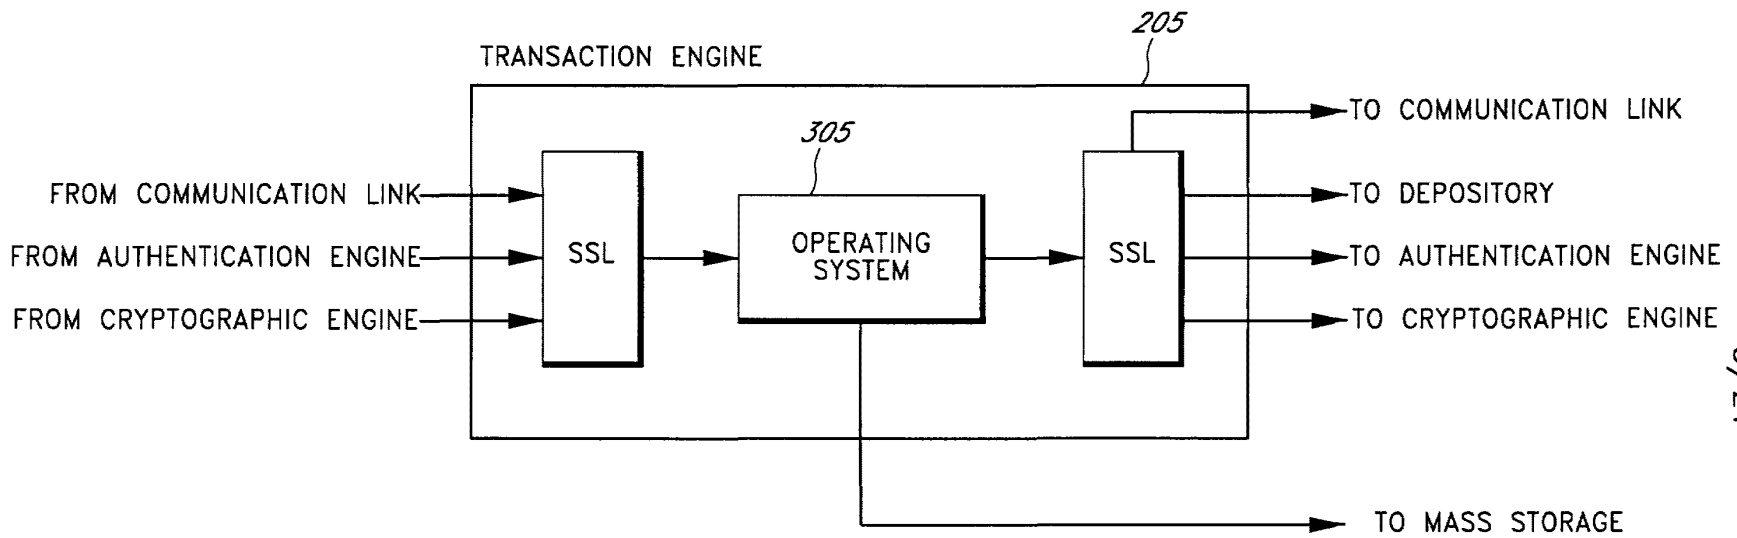 205
TRANSACTION ENGINE
305
FROM COMMUNICATION LINK
FROM AUTHENTICATION ENGINE
FROM CRYPTOGRAPHIC ENGINE
SSL
OPERATING
SYSTEM
SSL
TO COMMUNICATION LINK
TO DEPOSITORY
TO AUTHENTICATION ENGINE
TO CRYPTOGRAPHIC ENGINE
TO MASS STORAGE